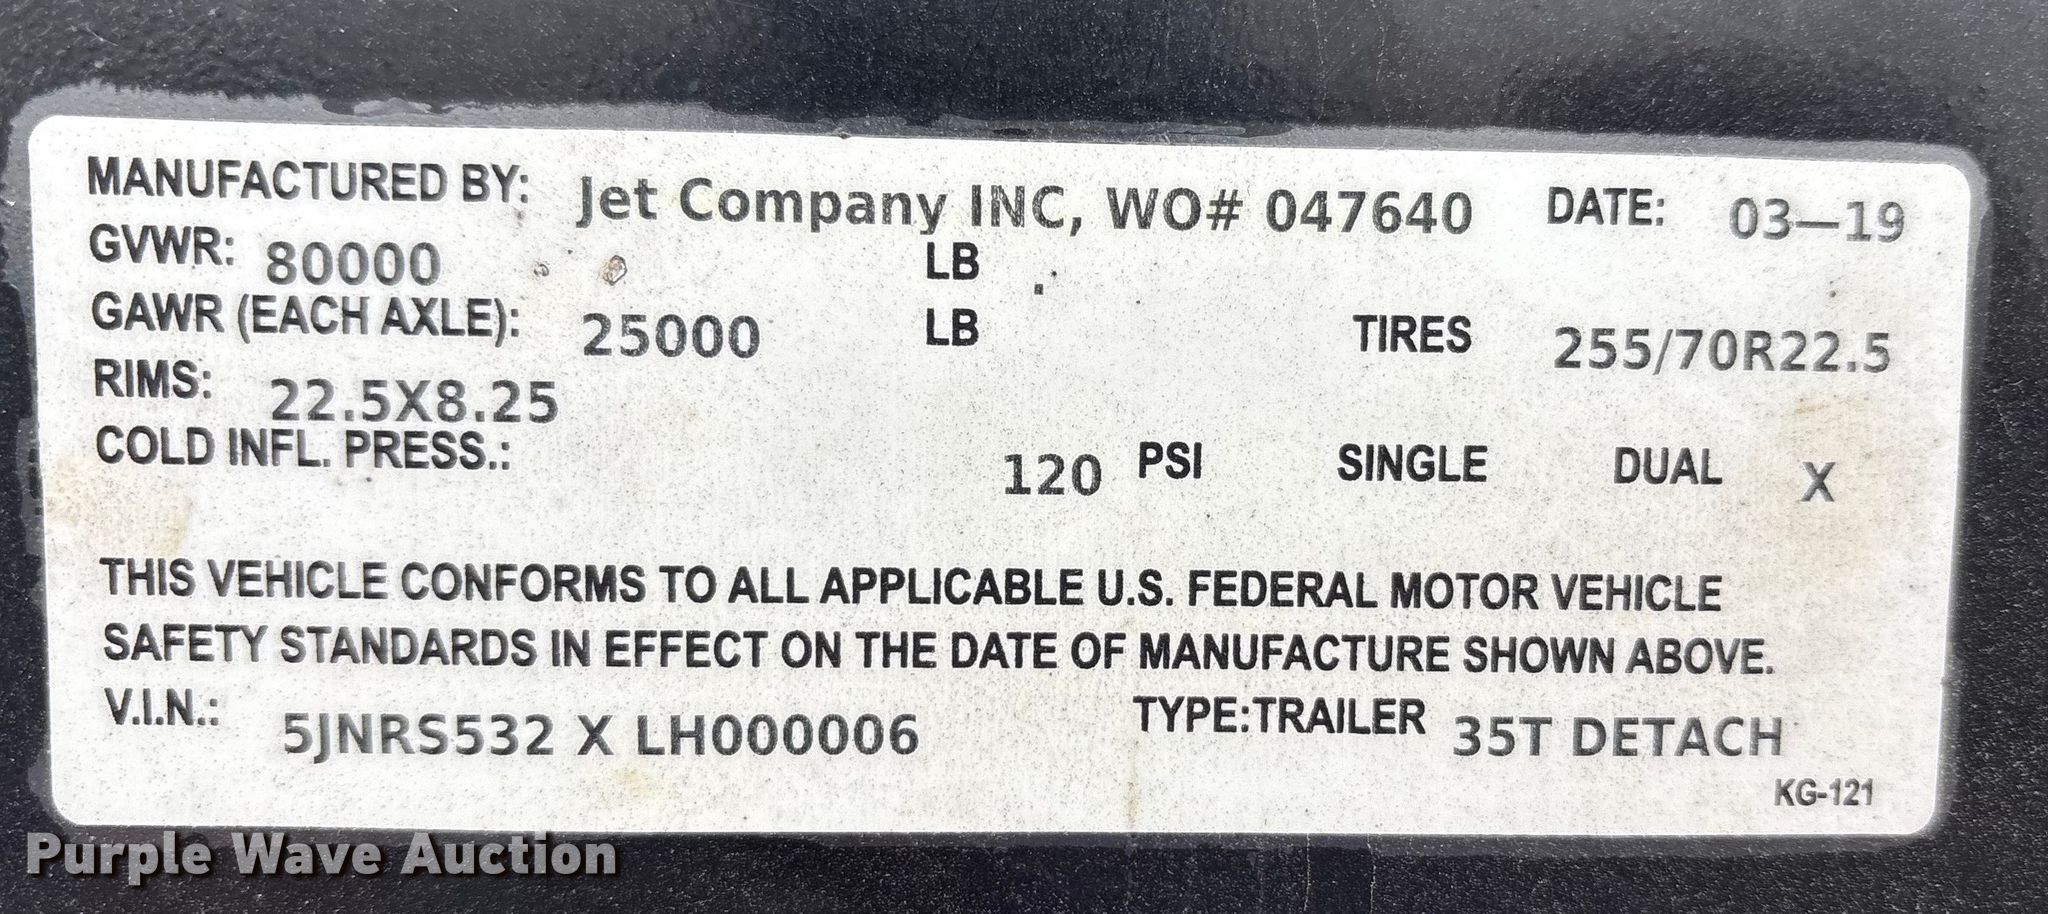 MANUFACTURED BY: Jet Company INC, WO# 047640 DATE: 03-19
GVWR: 80000 LB
GAWR (EACH AXLE): 25000 LB TIRES 255/70R22.5
RIMS: 22.5X8.25
COLD INFL. PRESS.: 120 PSI SINGLE DUAL X
THIS VEHICLE CONFORMS TO ALL APPLICABLE U.S. FEDERAL MOTOR VEHICLE
SAFETY STANDARDS IN EFFECT ON THE DATE OF MANUFACTURE SHOWN ABOVE.
V.I.N.: 5JNRS532 X LH000006 TYPE:TRAILER 35T DETACH
KG-121
Purple Wave Auction